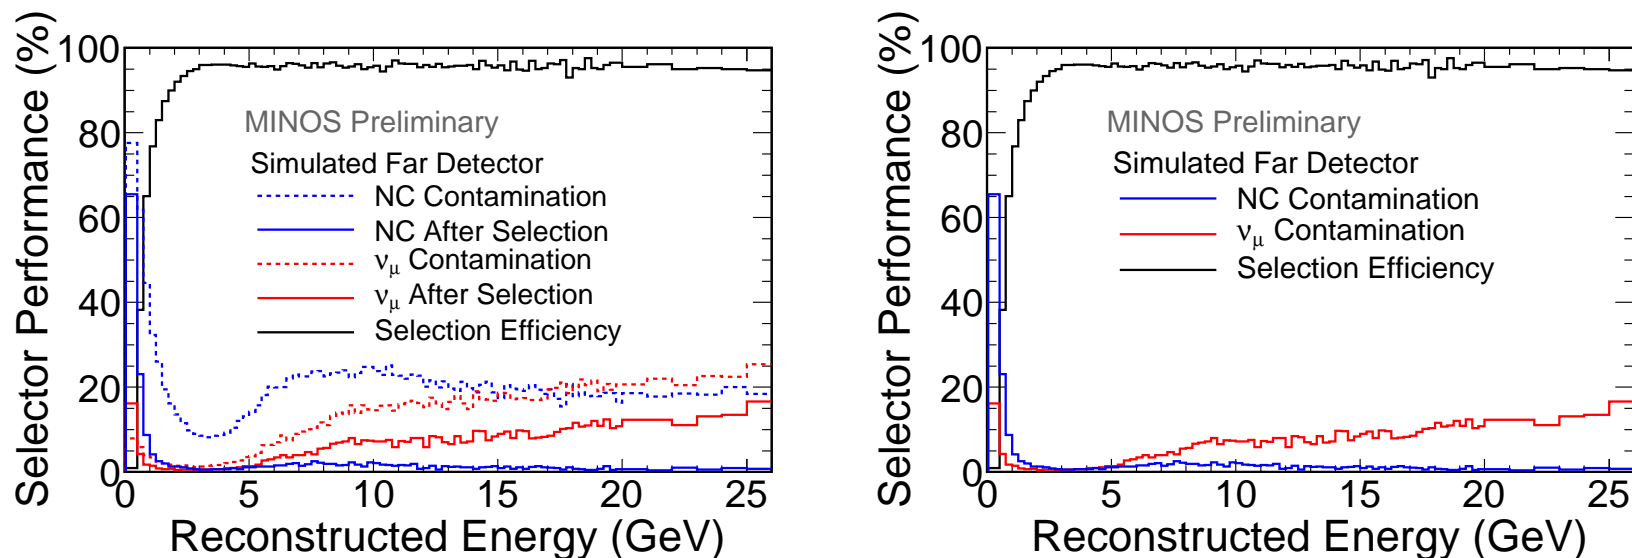 Selector Performance (%)
100
80
60
40
20
0
MINOS Preliminary
Simulated Far Detector
NC Contamination
NC After Selection
νμ Contamination
νμ After Selection
Selection Efficiency
0 5 10 15 20 25
Reconstructed Energy (GeV)
Selector Performance (%)
100
80
60
40
20
0
MINOS Preliminary
Simulated Far Detector
NC Contamination
νμ Contamination
Selection Efficiency
0 5 10 15 20 25
Reconstructed Energy (GeV)